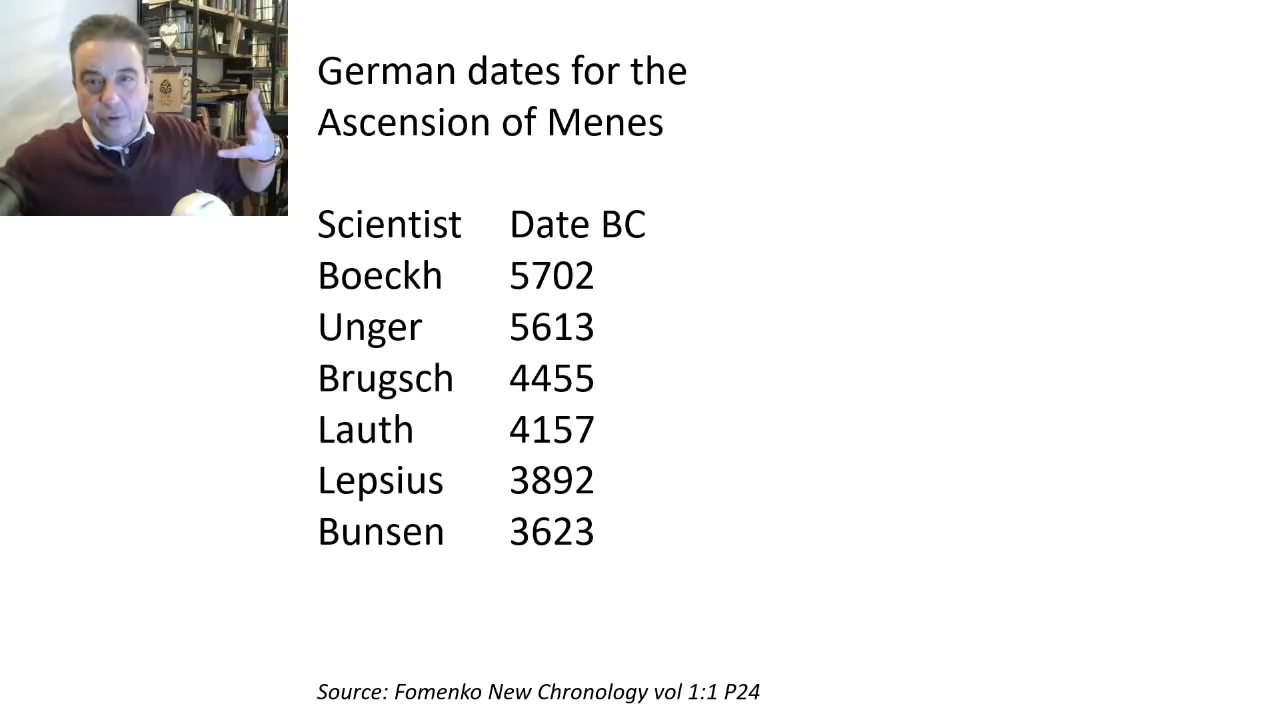 German dates for the
Ascension of Menes
Scientist Date BC
Boeckh 5702
Unger 5613
Brugsch 4455
Lauth 4157
Lepsius 3892
Bunsen 3623
Source: Fomenko New Chronology vol 1:1 P24